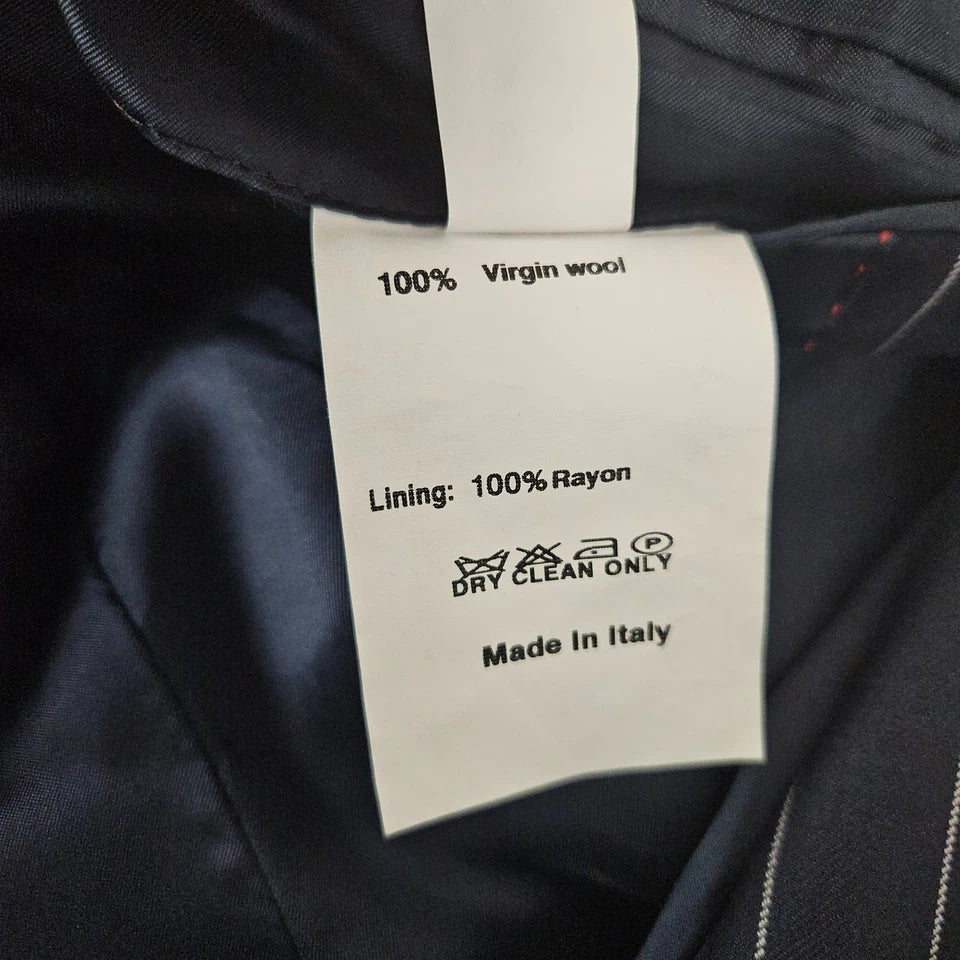 100% Virgin wool
Lining: 100% Rayon
P
DRY CLEAN ONLY
Made In Italy